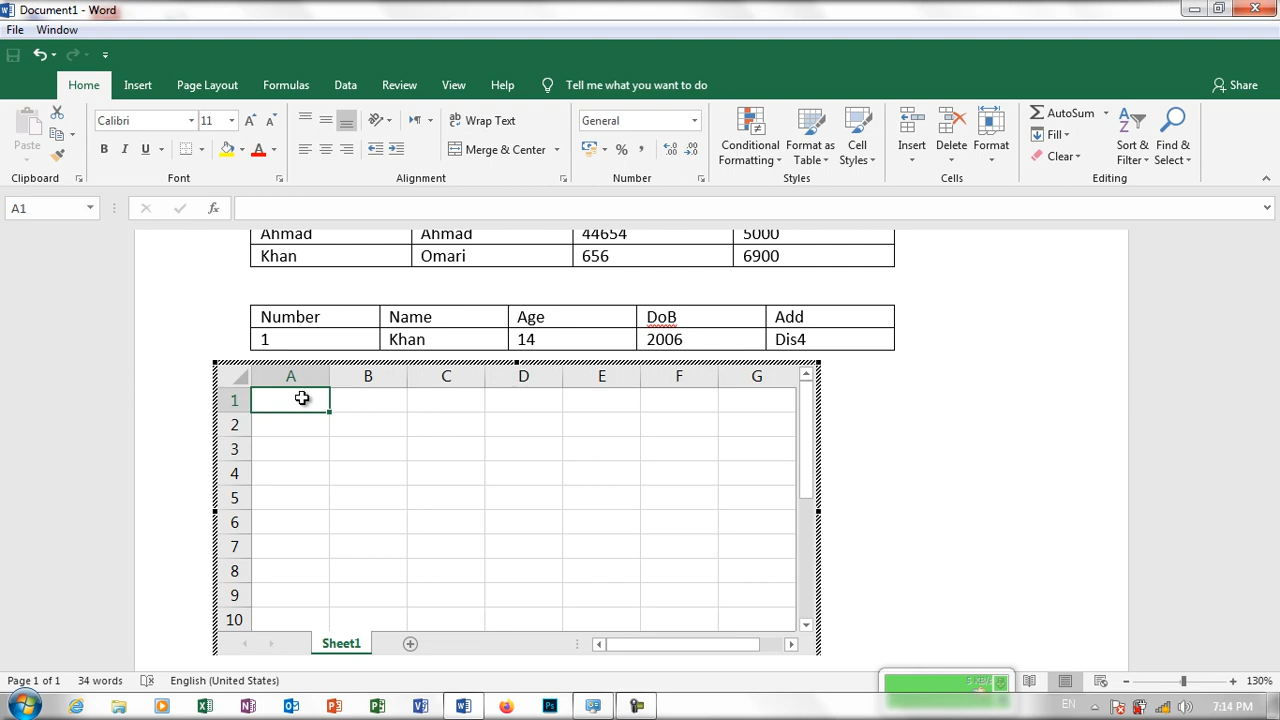 Document1 - Word
File Window
Home Insert Page Layout Formulas Data Review View Help Tell me what you want to do Share
Paste Calibri 11 Wrap Text General Conditional Formatting Format as Table Cell Styles Insert Delete Format AutoSum Sort & Filter Find & Select
B I U A Merge & Center % , Fill
Clear
Clipboard Font Alignment Number Styles Cells Editing
A1 fx
Ahmad Ahmad 44654 5000
Khan Omari 656 6900
Number Name Age DoB Add
1 Khan 14 2006 Dis4
A B C D E F G
1
2
3
4
5
6
7
8
9
10
Sheet1
Page 1 of 1 34 words English (United States) 130%
EN 7:14 PM